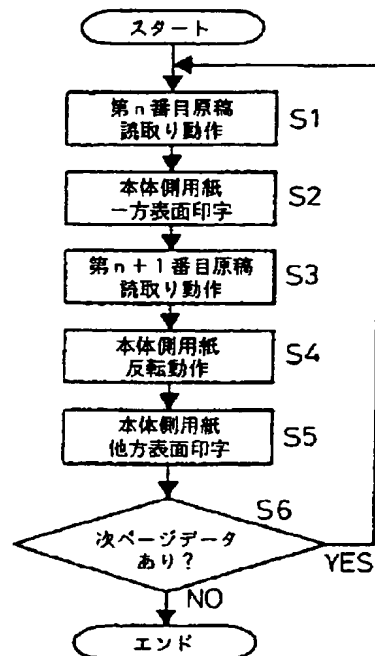 スタート
第n番目原稿
読取り動作
S1
本体側用紙
一方表面印字
S2
第n+1番目原稿
読取り動作
S3
本体側用紙
反転動作
S4
本体側用紙
他方表面印字
S5
S6
次ページデータ
あり?
YES
NO
エンド